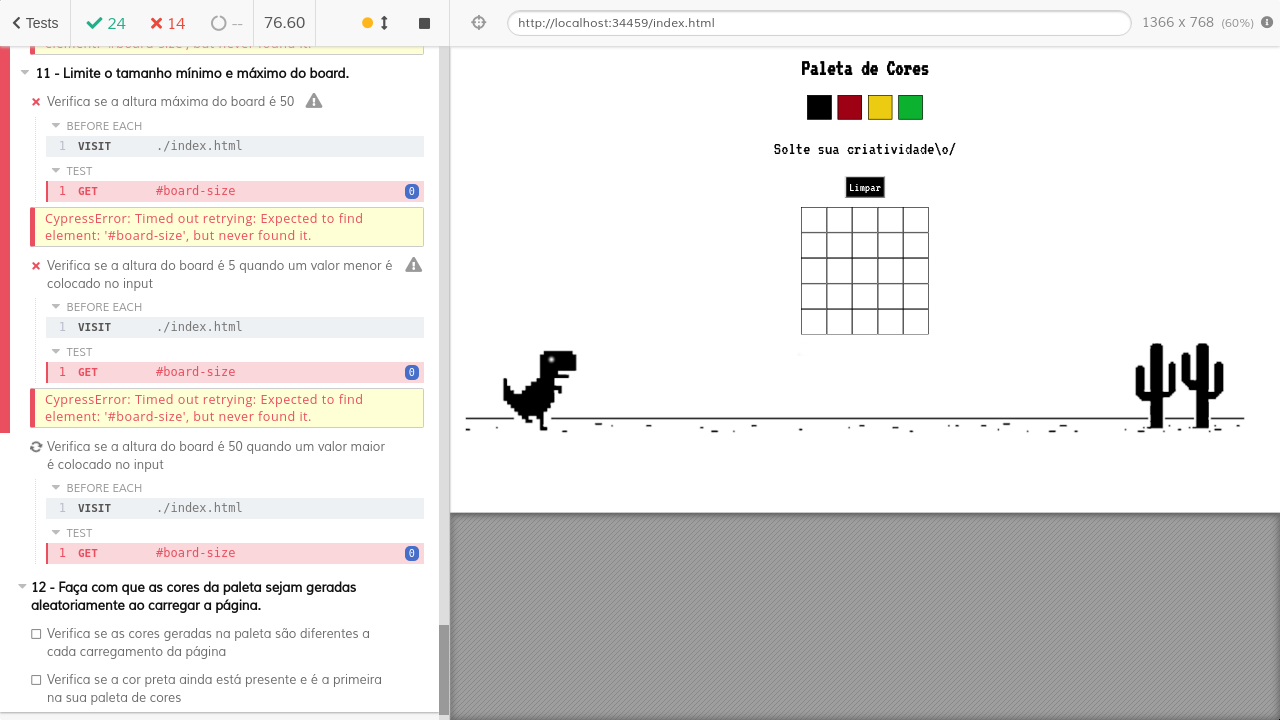 Tests
24
14
--
76.60
http://localhost:34459/index.html
1366 x 768 (60%)
element: '#board-size', but never found it.
11 - Limite o tamanho mínimo e máximo do board.
Verifica se a altura máxima do board é 50
BEFORE EACH
1 VISIT ./index.html
TEST
1 GET #board-size 0
CypressError: Timed out retrying: Expected to find
element: '#board-size', but never found it.
Verifica se a altura do board é 5 quando um valor menor é
colocado no input
BEFORE EACH
1 VISIT ./index.html
TEST
1 GET #board-size 0
CypressError: Timed out retrying: Expected to find
element: '#board-size', but never found it.
Verifica se a altura do board é 50 quando um valor maior
é colocado no input
BEFORE EACH
1 VISIT ./index.html
TEST
1 GET #board-size 0
12 - Faça com que as cores da paleta sejam geradas
aleatoriamente ao carregar a página.
Verifica se as cores geradas na paleta são diferentes a
cada carregamento da página
Verifica se a cor preta ainda está presente e é a primeira
na sua paleta de cores
Paleta de Cores
Solte sua criatividade\o/
Limpar